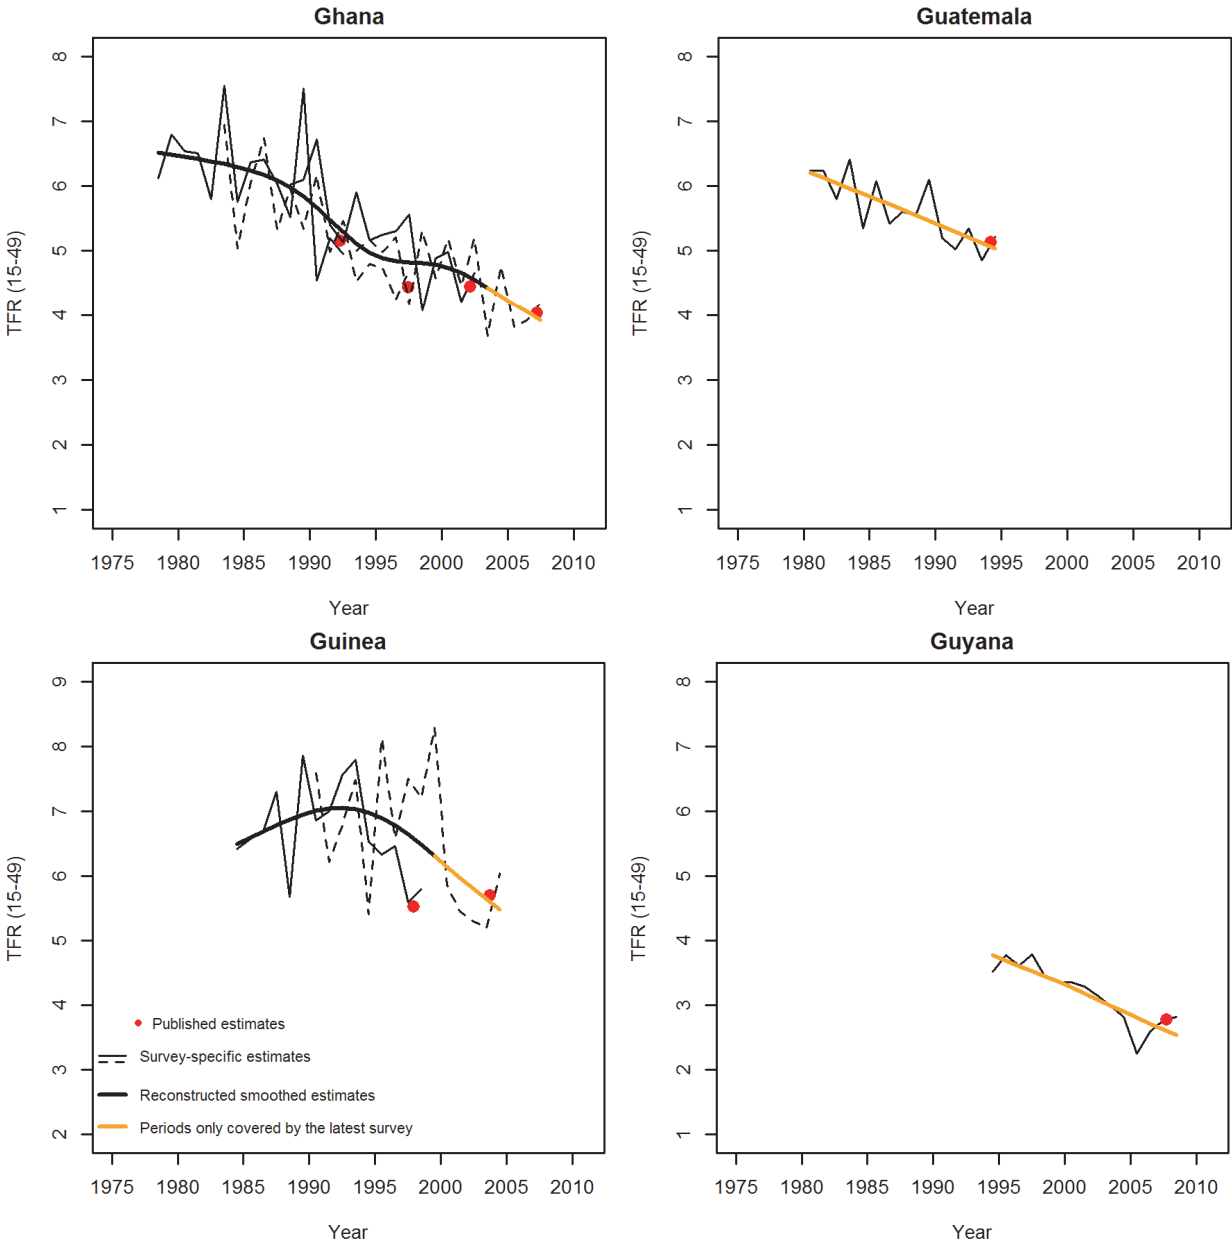 Ghana
TFR (15-49)
8
7
6
5
4
3
2
1
1975 1980 1985 1990 1995 2000 2005 2010
Year
Guatemala
TFR (15-49)
8
7
6
5
4
3
2
1
1975 1980 1985 1990 1995 2000 2005 2010
Year
Guinea
TFR (15-49)
9
8
7
6
5
4
3
2
Published estimates
Survey-specific estimates
Reconstructed smoothed estimates
Periods only covered by the latest survey
1975 1980 1985 1990 1995 2000 2005 2010
Year
Guyana
TFR (15-49)
8
7
6
5
4
3
2
1
1975 1980 1985 1990 1995 2000 2005 2010
Year